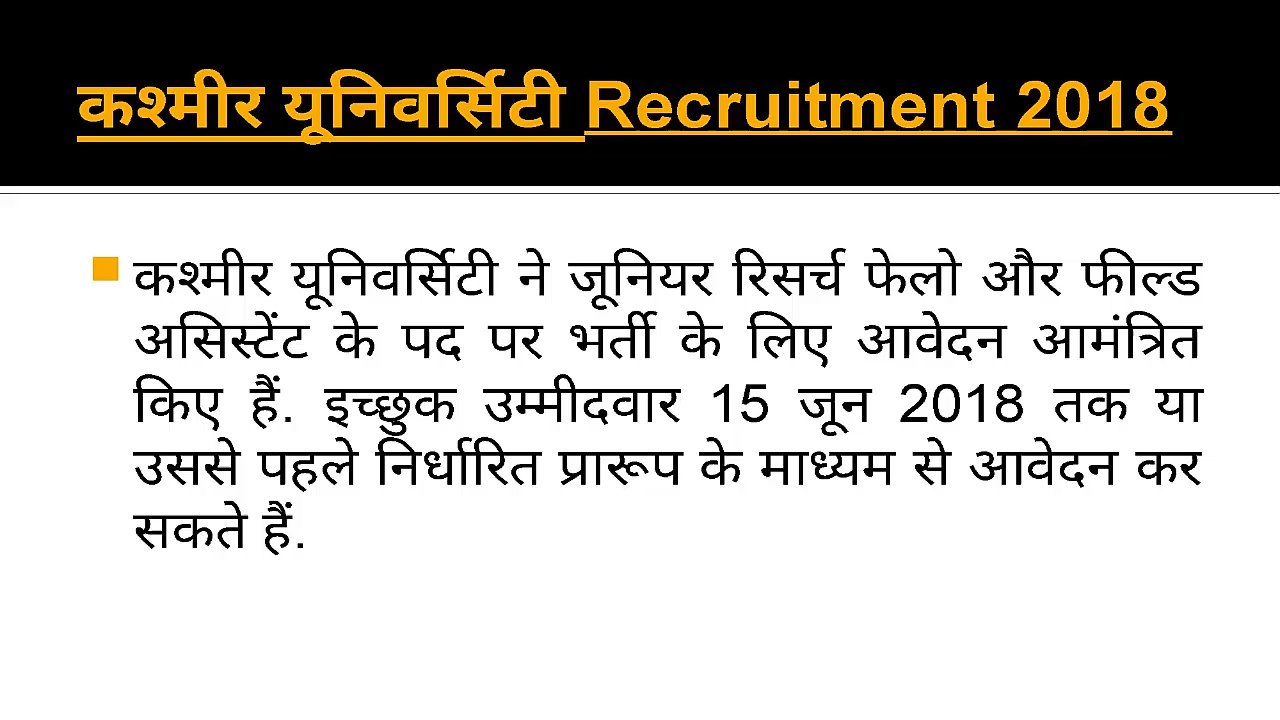 कश्मीर यूनिवर्सिटी Recruitment 2018
कश्मीर यूनिवर्सिटी ने जूनियर रिसर्च फेलो और फील्ड
असिस्टेंट के पद पर भर्ती के लिए आवेदन आमंत्रित
किए हैं. इच्छुक उम्मीदवार 15 जून 2018 तक या
उससे पहले निर्धारित प्रारूप के माध्यम से आवेदन कर
सकते हैं.